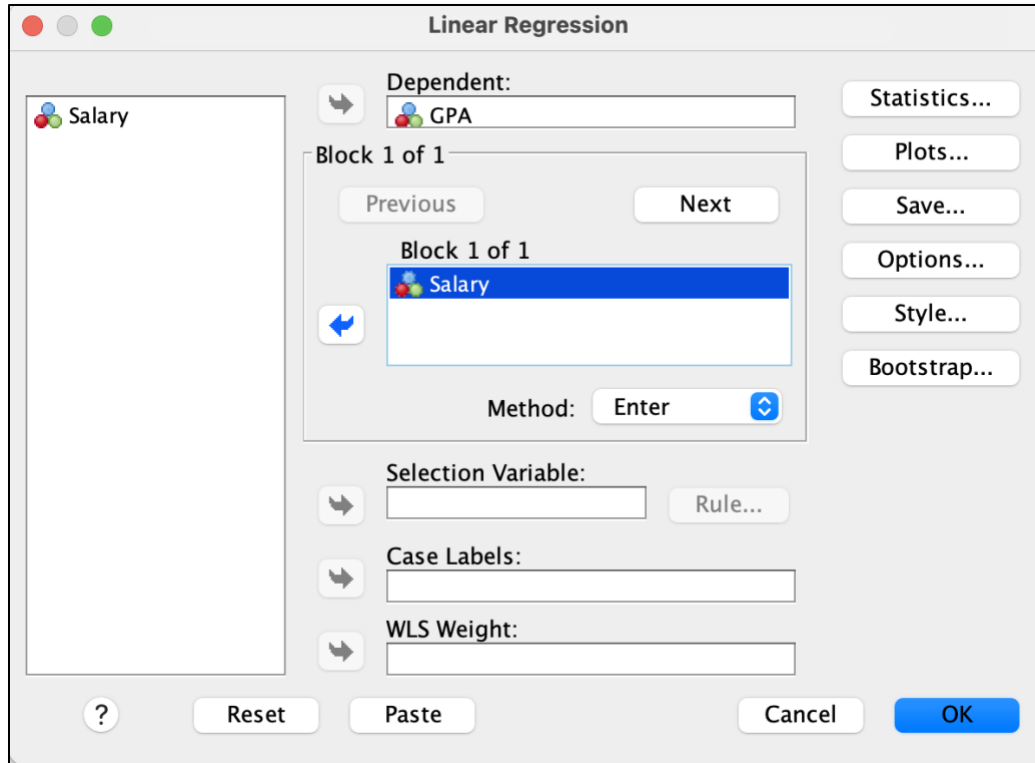 Linear Regression
Salary
Dependent:
GPA
Block 1 of 1
Previous
Next
Block 1 of 1
Salary
Method:
Enter
Selection Variable:
Rule...
Case Labels:
WLS Weight:
Statistics...
Plots...
Save...
Options...
Style...
Bootstrap...
?
Reset
Paste
Cancel
OK